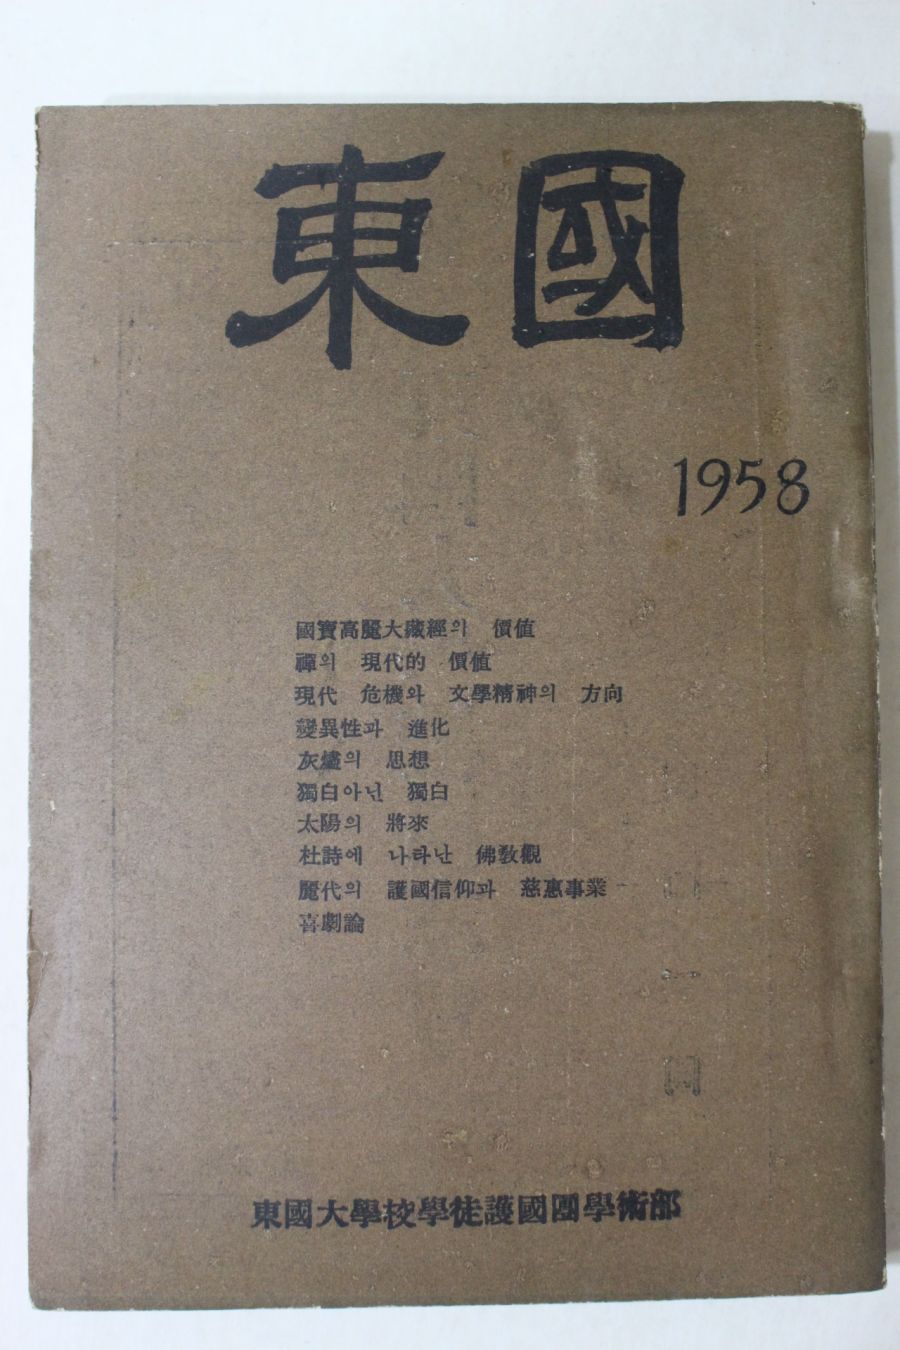 東國
1958
國寶高麗大藏經의 價値
禪의 現代的 價値
現代 危機와 文學精神의 方向
變異性과 進化
灰燼의 思想
獨白아닌 獨白
太陽의 將來
杜詩에 나타난 佛敎觀
麗代의 護國信仰과 慈惠事業
喜劇論
東國大學校學徒護國團學術部